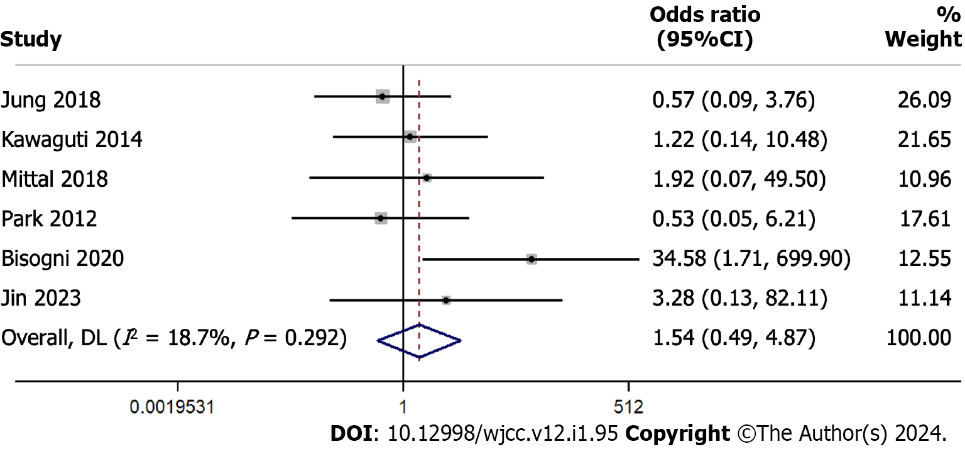 Study Odds ratio (95%CI) % Weight
Jung 2018 0.57 (0.09, 3.76) 26.09
Kawaguti 2014 1.22 (0.14, 10.48) 21.65
Mittal 2018 1.92 (0.07, 49.50) 10.96
Park 2012 0.53 (0.05, 6.21) 17.61
Bisogni 2020 34.58 (1.71, 699.90) 12.55
Jin 2023 3.28 (0.13, 82.11) 11.14
Overall, DL (I² = 18.7%, P = 0.292) 1.54 (0.49, 4.87) 100.00
0.0019531 1 512
DOI: 10.12998/wjcc.v12.i1.95 Copyright ©The Author(s) 2024.